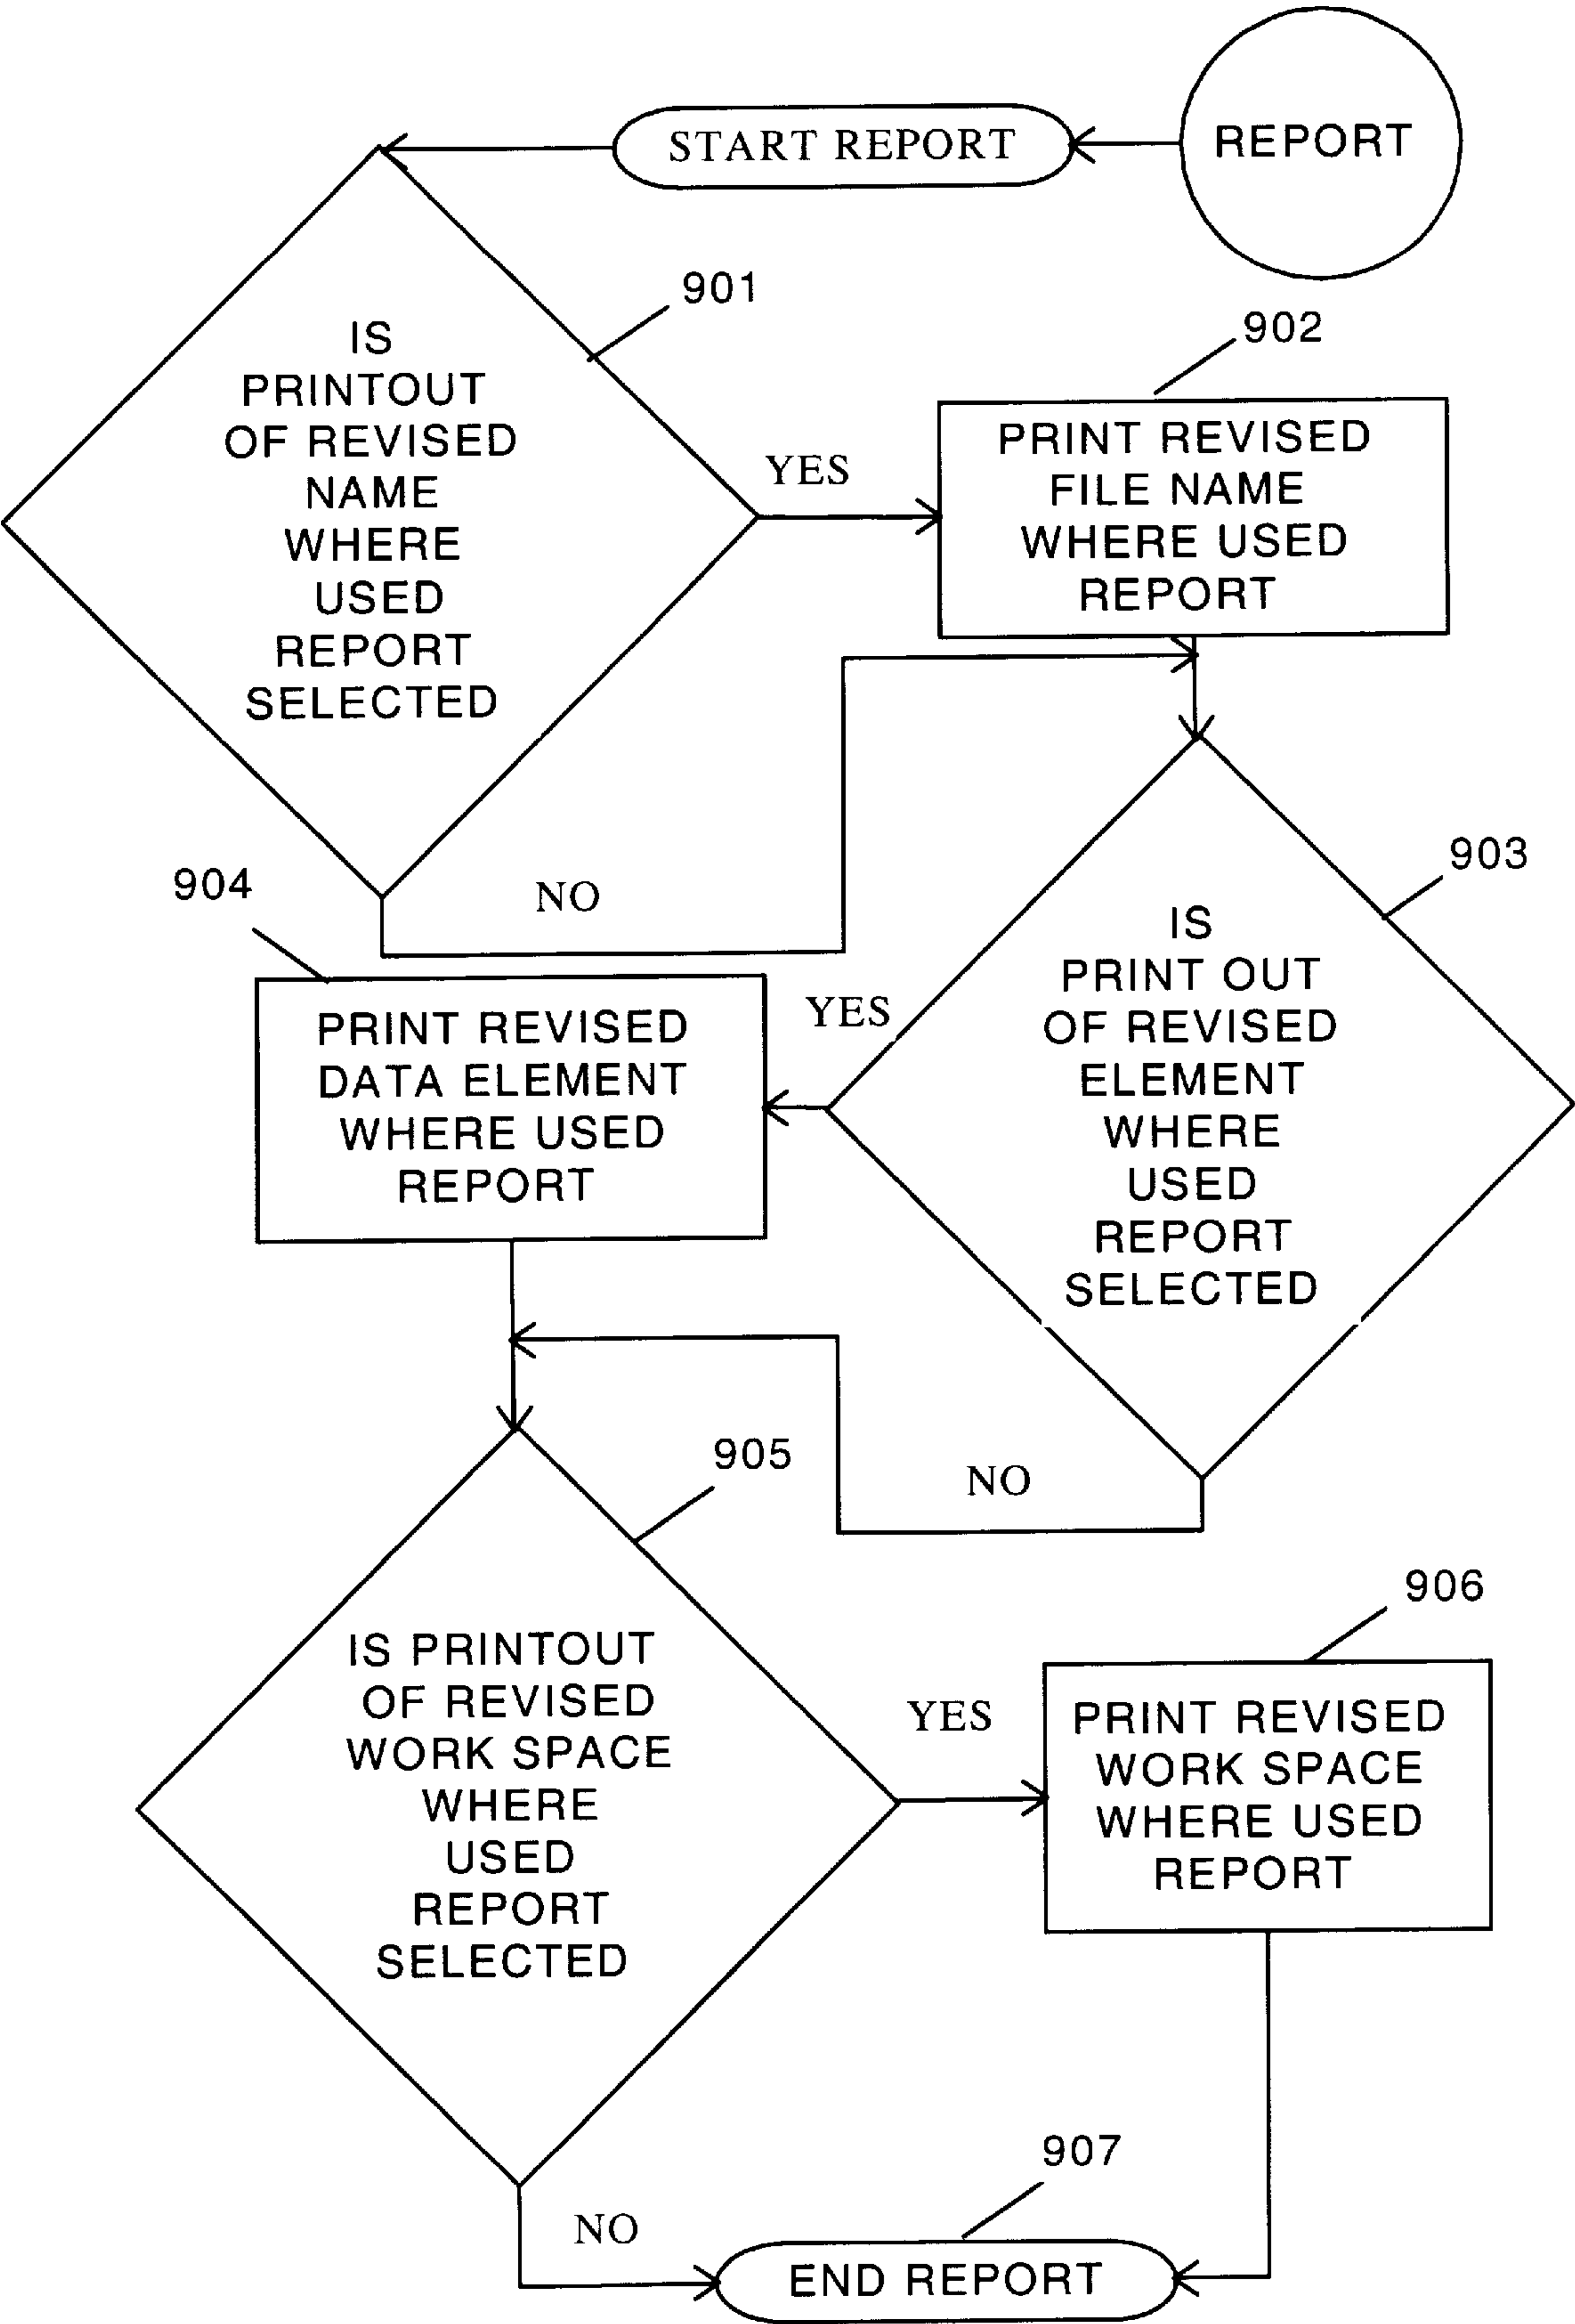 REPORT
START REPORT
901
IS
PRINTOUT
OF REVISED
NAME
WHERE
USED
REPORT
SELECTED
YES
902
PRINT REVISED
FILE NAME
WHERE USED
REPORT
NO
903
IS
PRINT OUT
OF REVISED
ELEMENT
WHERE
USED
REPORT
SELECTED
YES
904
PRINT REVISED
DATA ELEMENT
WHERE USED
REPORT
NO
905
IS PRINTOUT
OF REVISED
WORK SPACE
WHERE
USED
REPORT
SELECTED
YES
906
PRINT REVISED
WORK SPACE
WHERE USED
REPORT
NO
907
END REPORT